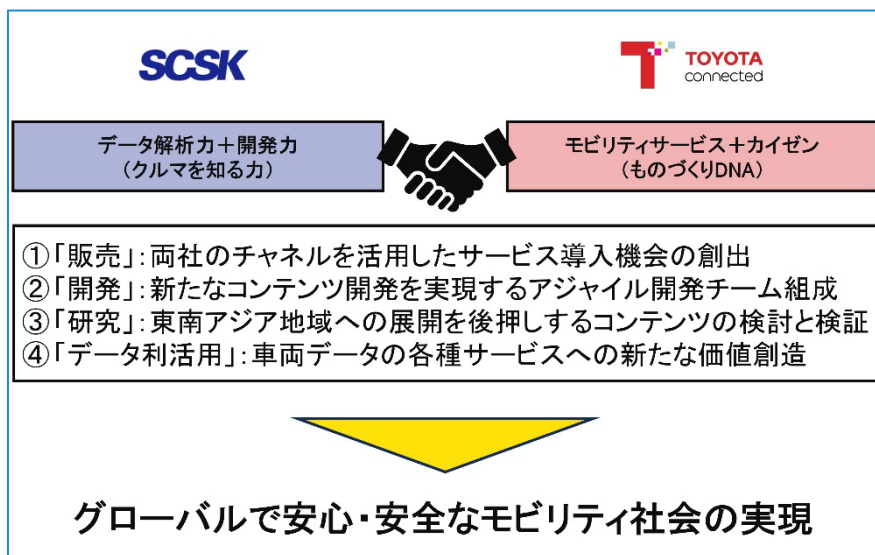 SCSK
TOYOTA
connected
データ解析力＋開発力
(クルマを知る力)
モビリティサービス＋カイゼン
(ものづくりDNA)
①「販売」：両社のチャネルを活用したサービス導入機会の創出
②「開発」：新たなコンテンツ開発を実現するアジャイル開発チーム組成
③「研究」：東南アジア地域への展開を後押しするコンテンツの検討と検証
④「データ利活用」：車両データの各種サービスへの新たな価値創造
グローバルで安心・安全なモビリティ社会の実現